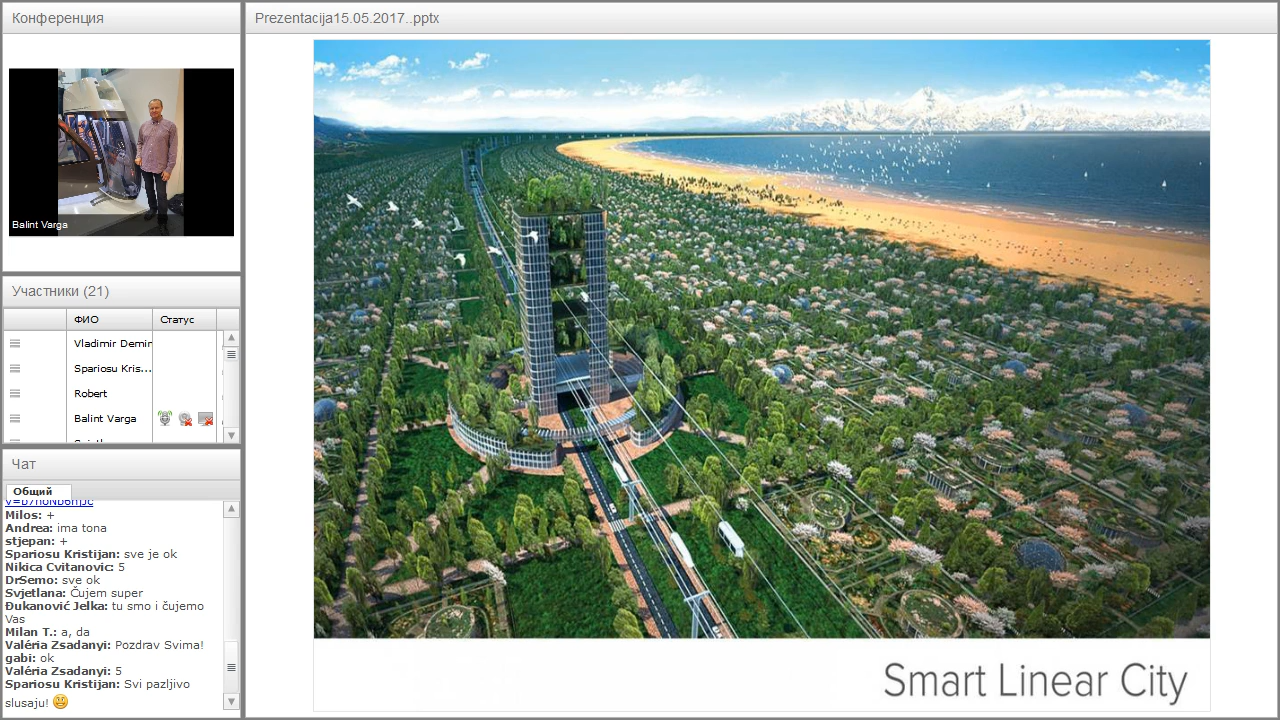 Конференция
Balint Varga
Участники (21)
ФИО
Статус
Vladimir Demin
Spariosu Kris...
Robert
Balint Varga
Чат
Общий
Milos: +
Andrea: ima tona
stjepan: +
Spariosu Kristijan: sve je ok
Nikica Cvitanovic: 5
DrSemo: sve ok
Svjetlana: Čujem super
Đukanović Jelka: tu smo i čujemo
Vas
Milan T.: a, da
Valéria Zsadanyi: Pozdrav Svima!
gabi: ok
Valéria Zsadanyi: 5
Spariosu Kristijan: Svi pazljivo
slusaju!
Prezentacija15.05.2017..pptx
Smart Linear City